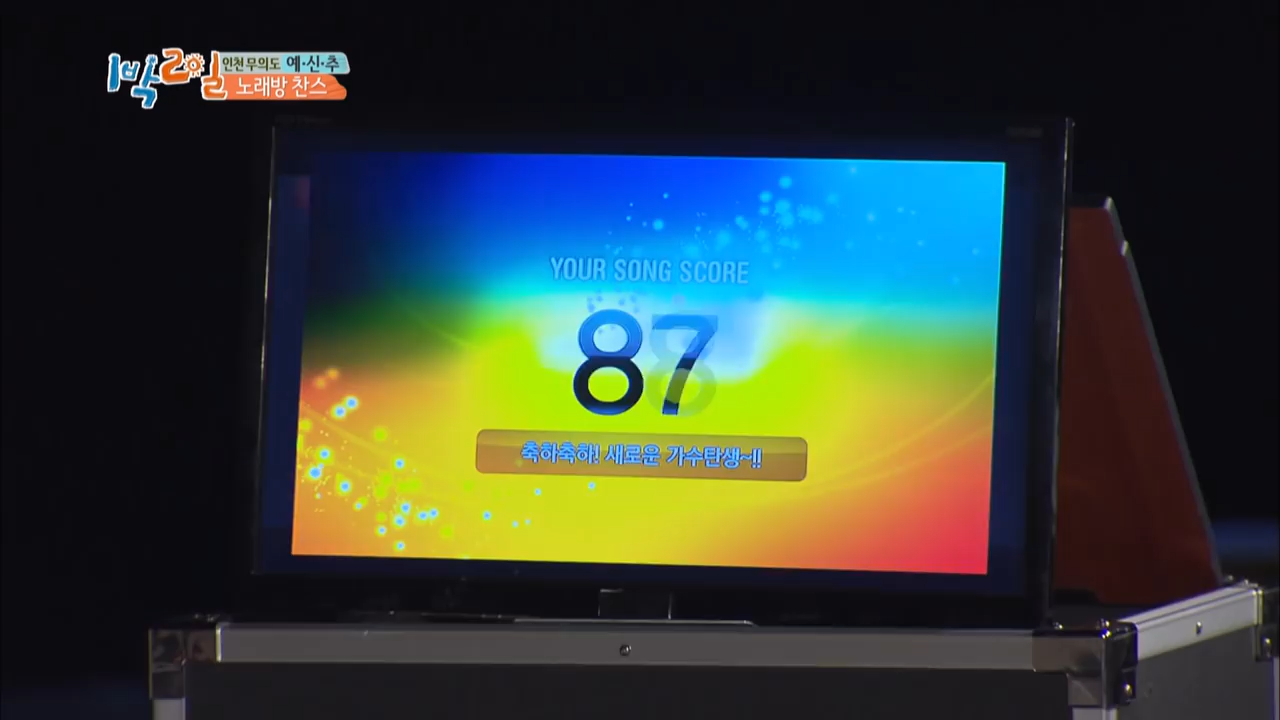 1박2일
인천 무의도 예·신·추
노래방 찬스
YOUR SONG SCORE
87
축하축하! 새로운 가수탄생~!!